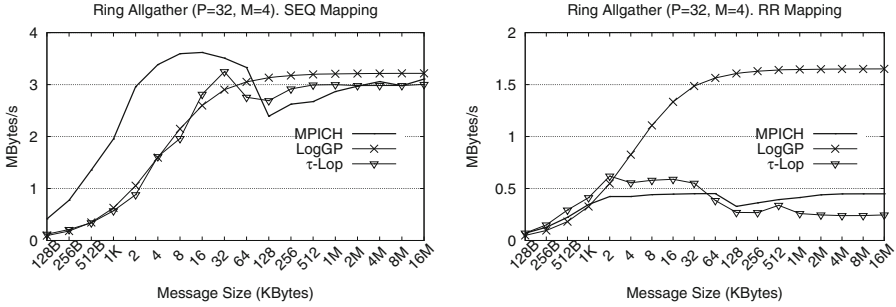 Ring Allgather (P=32, M=4). SEQ Mapping
4
3
2
1
0
MBytes/s
MPICH
LogGP
τ-Lop
128B 256B 512B 1K 2 4 8 16 32 64 128 256 512 1M 2M 4M 8M 16M
Message Size (KBytes)
Ring Allgather (P=32, M=4). RR Mapping
2
1.5
1
0.5
0
MBytes/s
MPICH
LogGP
τ-Lop
128B 256B 512B 1K 2 4 8 16 32 64 128 256 512 1M 2M 4M 8M 16M
Message Size (KBytes)